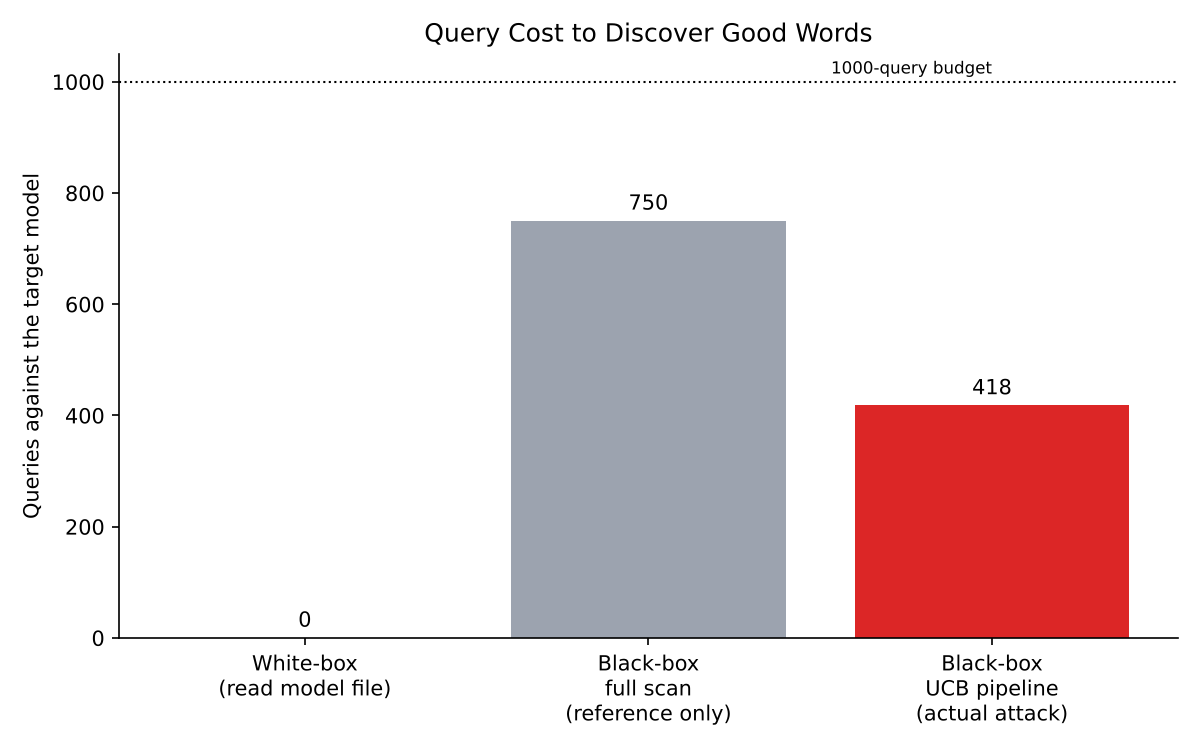 Query Cost to Discover Good Words
1000-query budget
Queries against the target model
1000
800
600
400
200
0
0
750
418
White-box
(read model file)
Black-box
full scan
(reference only)
Black-box
UCB pipeline
(actual attack)